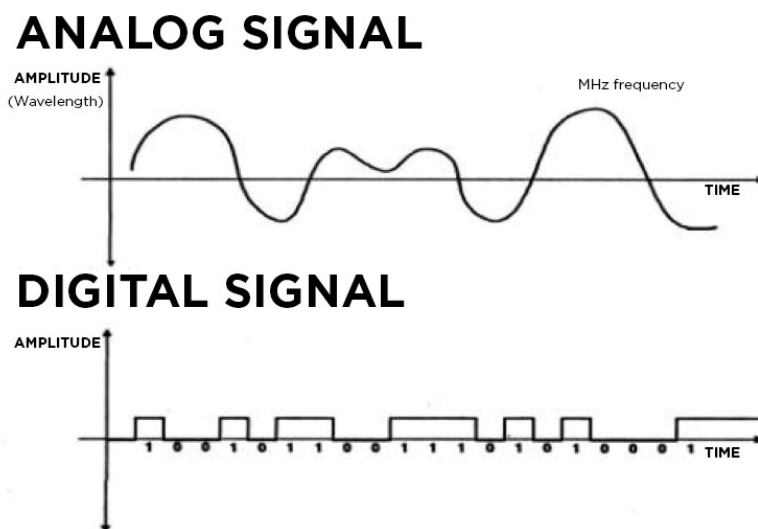 ANALOG SIGNAL
AMPLITUDE
(Wavelength)
MHz frequency
TIME
DIGITAL SIGNAL
AMPLITUDE
1 0 0 1 0 1 1 0 0 1 1 1 0 1 0 1 0 0 0 1 TIME